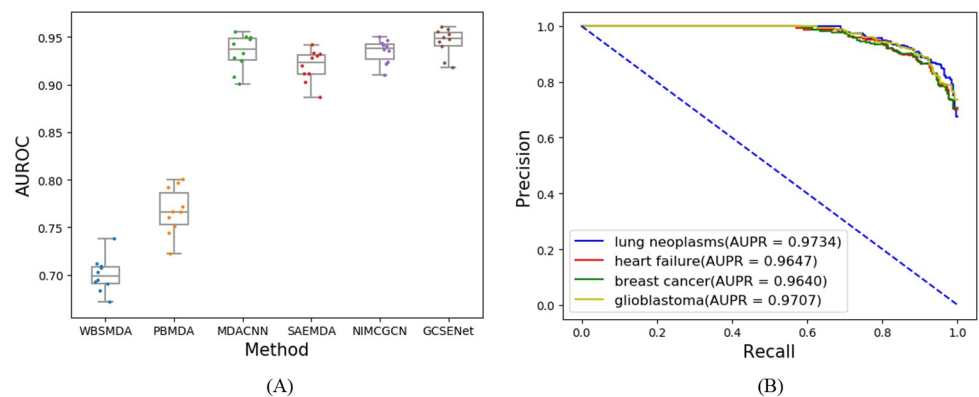 0.95
0.90
0.85
0.80
0.75
0.70
AUROC
WBSMDA PBMDA MDACNN SAEMDA NIMCGCN GCSENet
Method
(A)
1.0
0.8
0.6
0.4
0.2
0.0
Precision
lung neoplasms(AUPR = 0.9734)
heart failure(AUPR = 0.9647)
breast cancer(AUPR = 0.9640)
glioblastoma(AUPR = 0.9707)
0.0 0.2 0.4 0.6 0.8 1.0
Recall
(B)